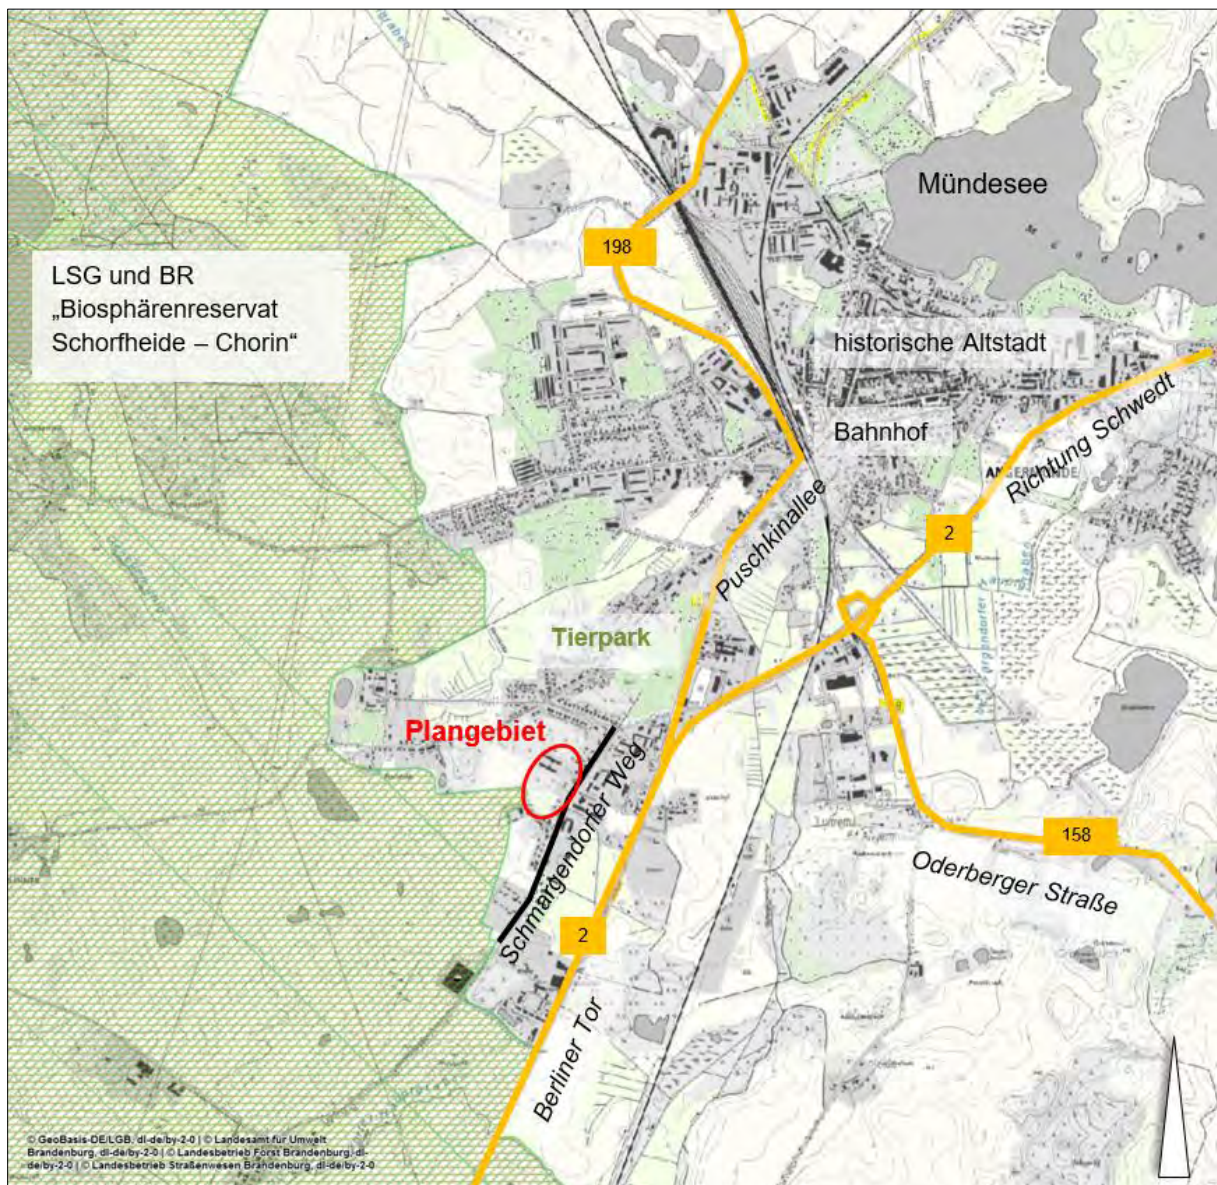 Mündesee
198
LSG und BR
„Biosphärenreservat
Schorfheide – Chorin“
historische Altstadt
Bahnhof
Richtung Schwedt
2
Puschkinallee
Tierpark
Plangebiet
Schmargendorfer Weg
158
Oderberger Straße
2
Berliner Tor
© GeoBasis-DE/LGB, dl-de/by-2-0 | © Landesamt für Umwelt
Brandenburg, dl-de/by-2-0 | © Landesbetrieb Forst Brandenburg, dl-
de/by-2-0 | © Landesbetrieb Straßenwesen Brandenburg, dl-de/by-2-0